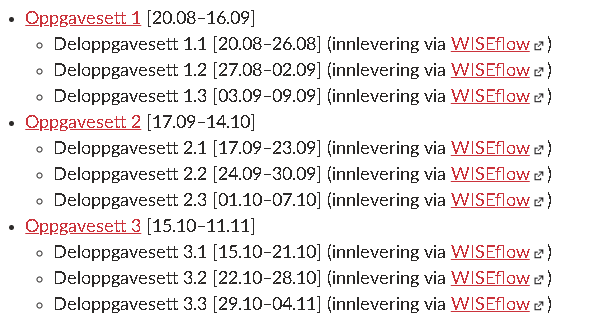 Oppgavesett 1 [20.08–16.09]
Deloppgavesett 1.1 [20.08–26.08] (innlevering via WISEflow)
Deloppgavesett 1.2 [27.08–02.09] (innlevering via WISEflow)
Deloppgavesett 1.3 [03.09–09.09] (innlevering via WISEflow)
Oppgavesett 2 [17.09–14.10]
Deloppgavesett 2.1 [17.09–23.09] (innlevering via WISEflow)
Deloppgavesett 2.2 [24.09–30.09] (innlevering via WISEflow)
Deloppgavesett 2.3 [01.10–07.10] (innlevering via WISEflow)
Oppgavesett 3 [15.10–11.11]
Deloppgavesett 3.1 [15.10–21.10] (innlevering via WISEflow)
Deloppgavesett 3.2 [22.10–28.10] (innlevering via WISEflow)
Deloppgavesett 3.3 [29.10–04.11] (innlevering via WISEflow)